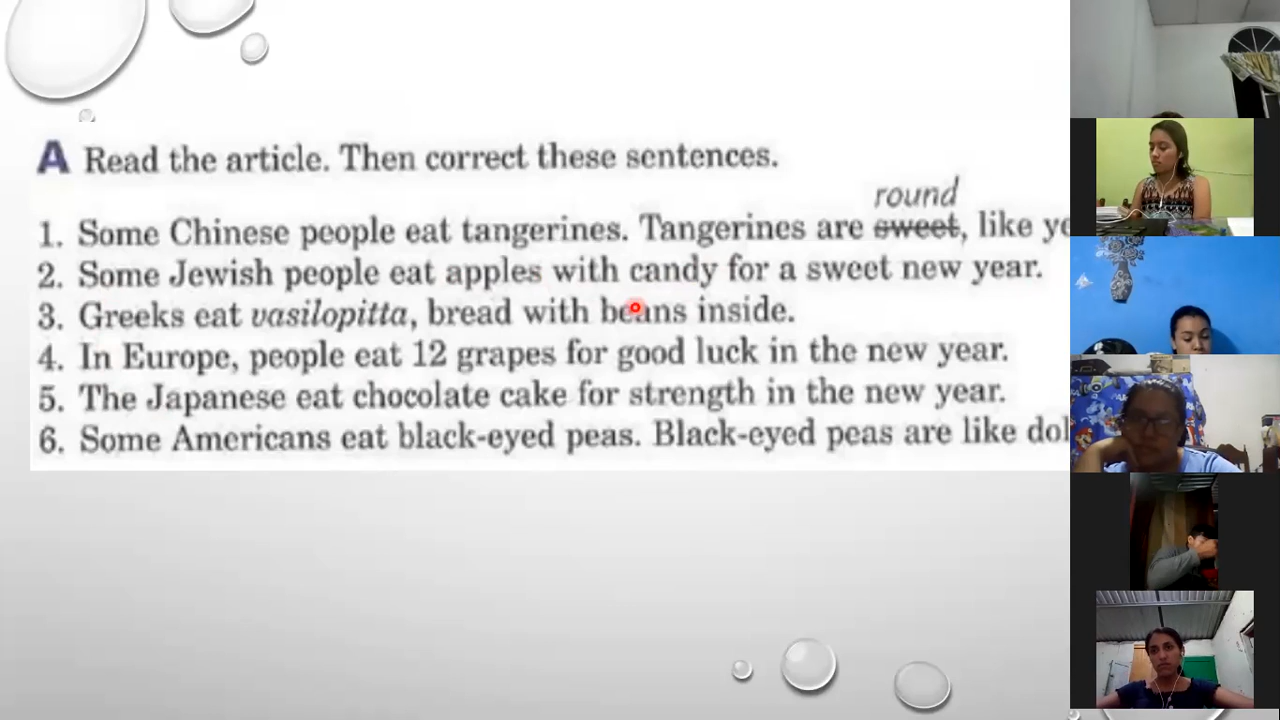 A Read the article. Then correct these sentences.
round
1. Some Chinese people eat tangerines. Tangerines are sweet, like
2. Some Jewish people eat apples with candy for a sweet new year.
3. Greeks eat vasilopitta, bread with beans inside.
4. In Europe, people eat 12 grapes for good luck in the new year.
5. The Japanese eat chocolate cake for strength in the new year.
6. Some Americans eat black-eyed peas. Black-eyed peas are like